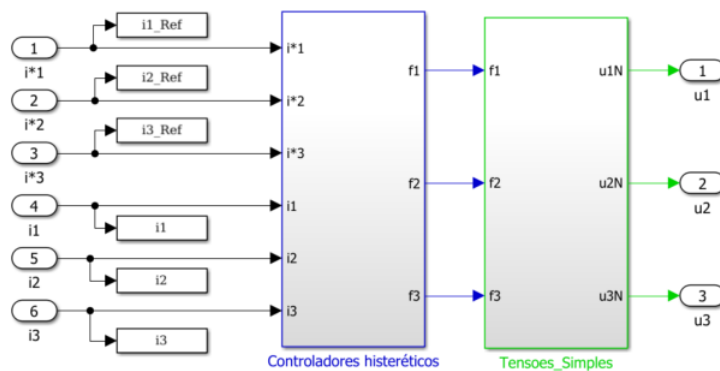 i1_Ref
1
i*1
i*1
i2_Ref
2
i*2
i*2
i3_Ref
3
i*3
i*3
4
i1
i1
i1
5
i2
i2
i2
6
i3
i3
i3
f1
f2
f3
Controladores histeréticos
f1
f2
f3
u1N
u2N
u3N
Tensoes_Simples
1
u1
2
u2
3
u3